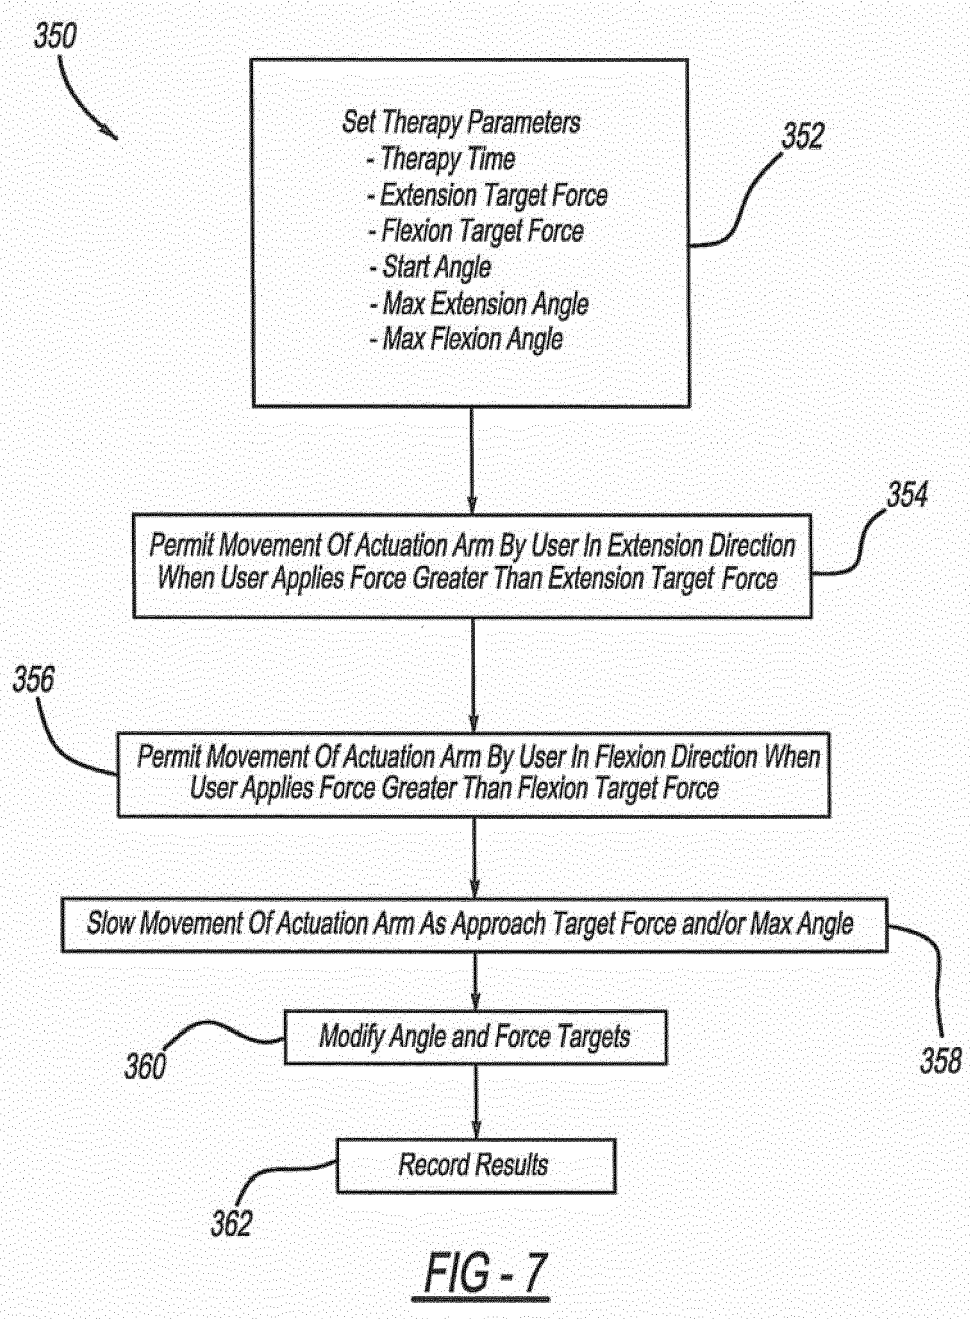 350
Set Therapy Parameters
- Therapy Time
- Extension Target Force
- Flexion Target Force
- Start Angle
- Max Extension Angle
- Max Flexion Angle
352
354
Permit Movement Of Actuation Arm By User In Extension Direction
When User Applies Force Greater Than Extension Target Force
356
Permit Movement Of Actuation Arm By User In Flexion Direction When
User Applies Force Greater Than Flexion Target Force
Slow Movement Of Actuation Arm As Approach Target Force and/or Max Angle
358
Modify Angle and Force Targets
360
Record Results
362
FIG - 7